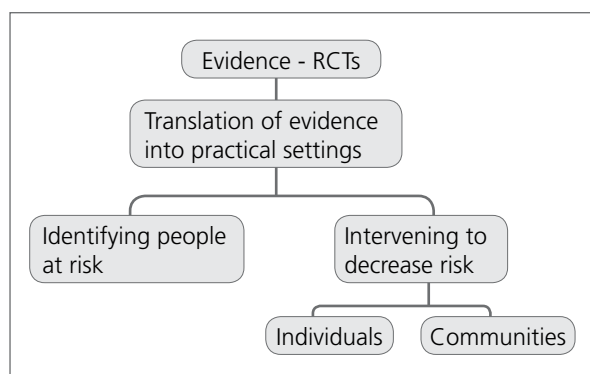 Evidence - RCTs
Translation of evidence
into practical settings
Identifying people
at risk
Intervening to
decrease risk
Individuals
Communities